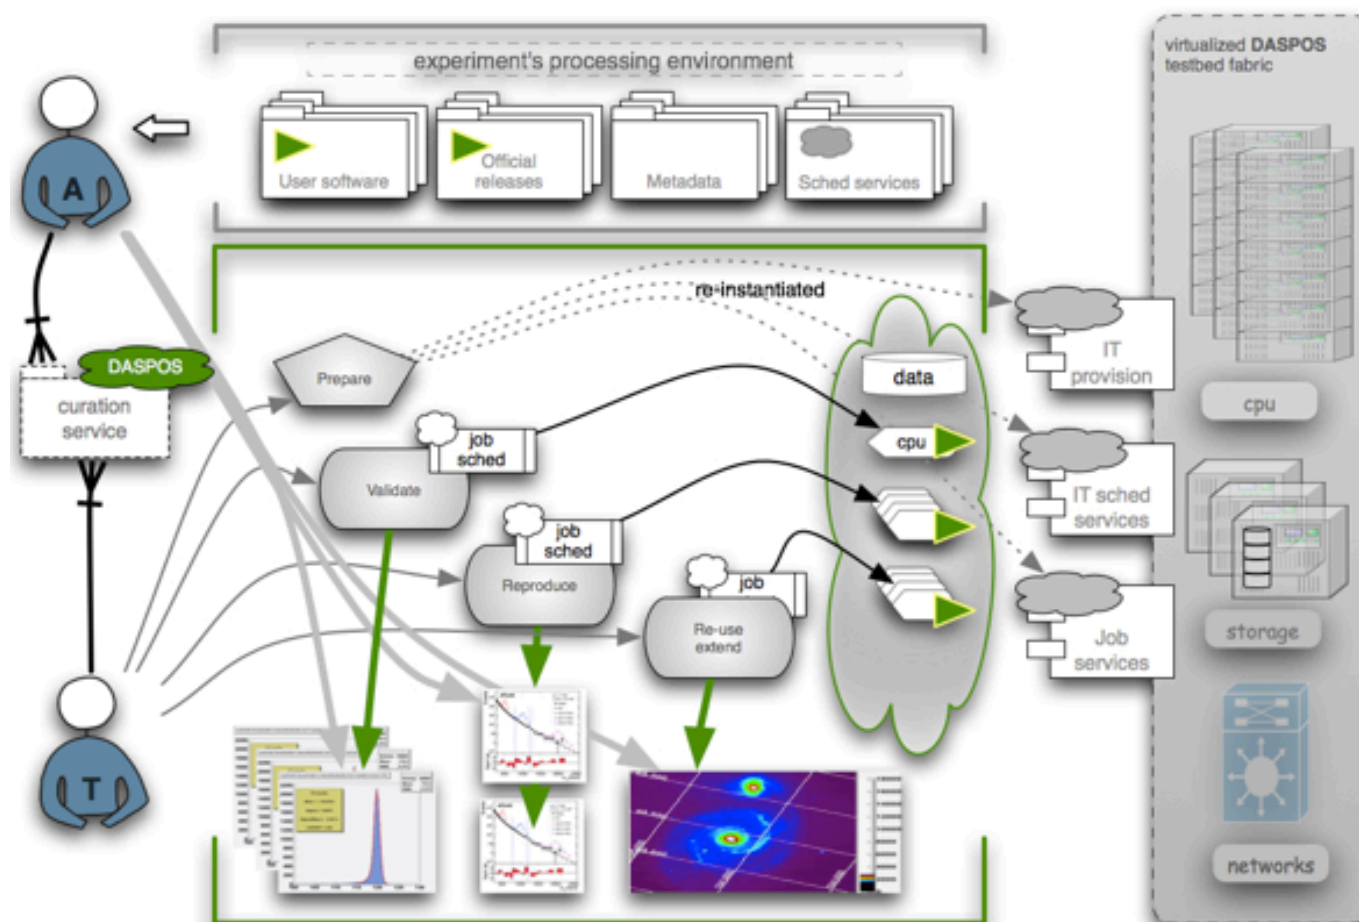 experiment's processing environment
virtualized DASPOS
testbed fabric
User software
Official
releases
Metadata
Sched services
A
re-instantiated
DASPOS
curation
service
Prepare
data
IT
provision
cpu
job
sched
cpu
Validate
IT sched
services
job
sched
Reproduce
job
storage
Re-use
extend
Job
services
T
networks